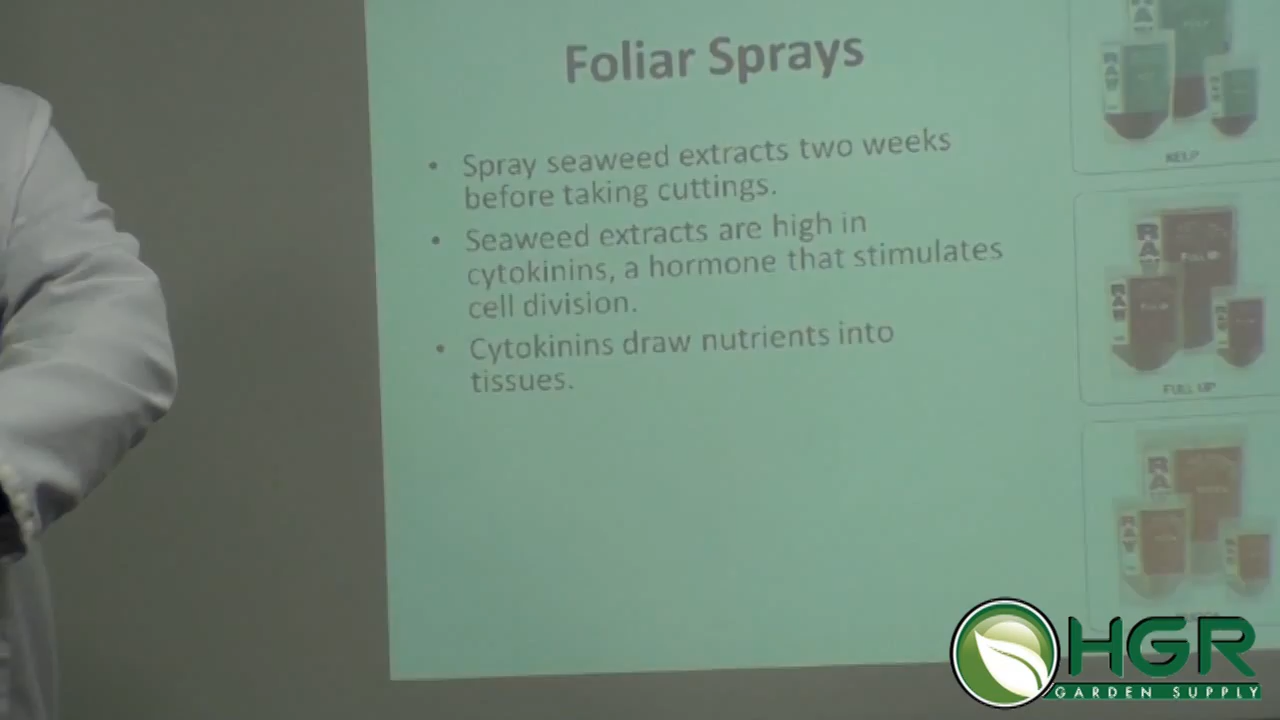 Foliar Sprays
• Spray seaweed extracts two weeks
before taking cuttings.
• Seaweed extracts are high in
cytokinins, a hormone that stimulates
cell division.
• Cytokinins draw nutrients into
tissues.
KELP
FULL UP
HGR
GARDEN SUPPLY